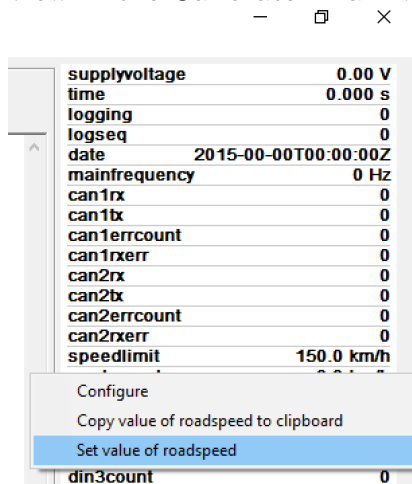 supplyvoltage 0.00 V
time 0.000 s
logging 0
logseq 0
date 2015-00-00T00:00:00Z
mainfrequency 0 Hz
can1rx 0
can1tx 0
can1errcount 0
can1rxerr 0
can2rx 0
can2tx 0
can2errcount 0
can2rxerr 0
speedlimit 150.0 km/h
Configure
Copy value of roadspeed to clipboard
Set value of roadspeed
din3count 0